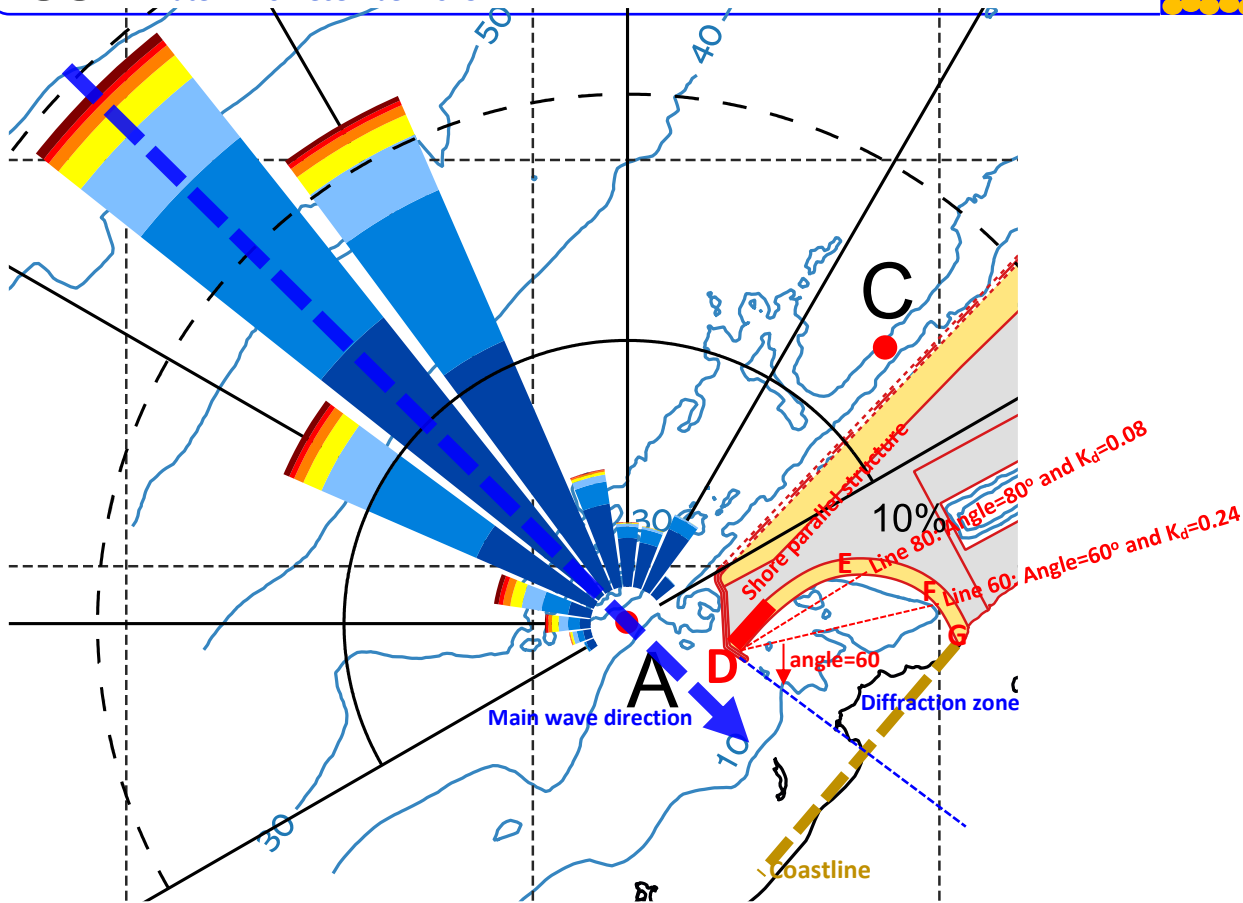 50
40
C
Shore parallel structure
10%
Line 80: Angle=80° and Kd=0.08
Line 60: Angle=60° and Kd=0.24
30
E
F
G
D
angle=60
A
Main wave direction
Diffraction zone
10
30
Coastline